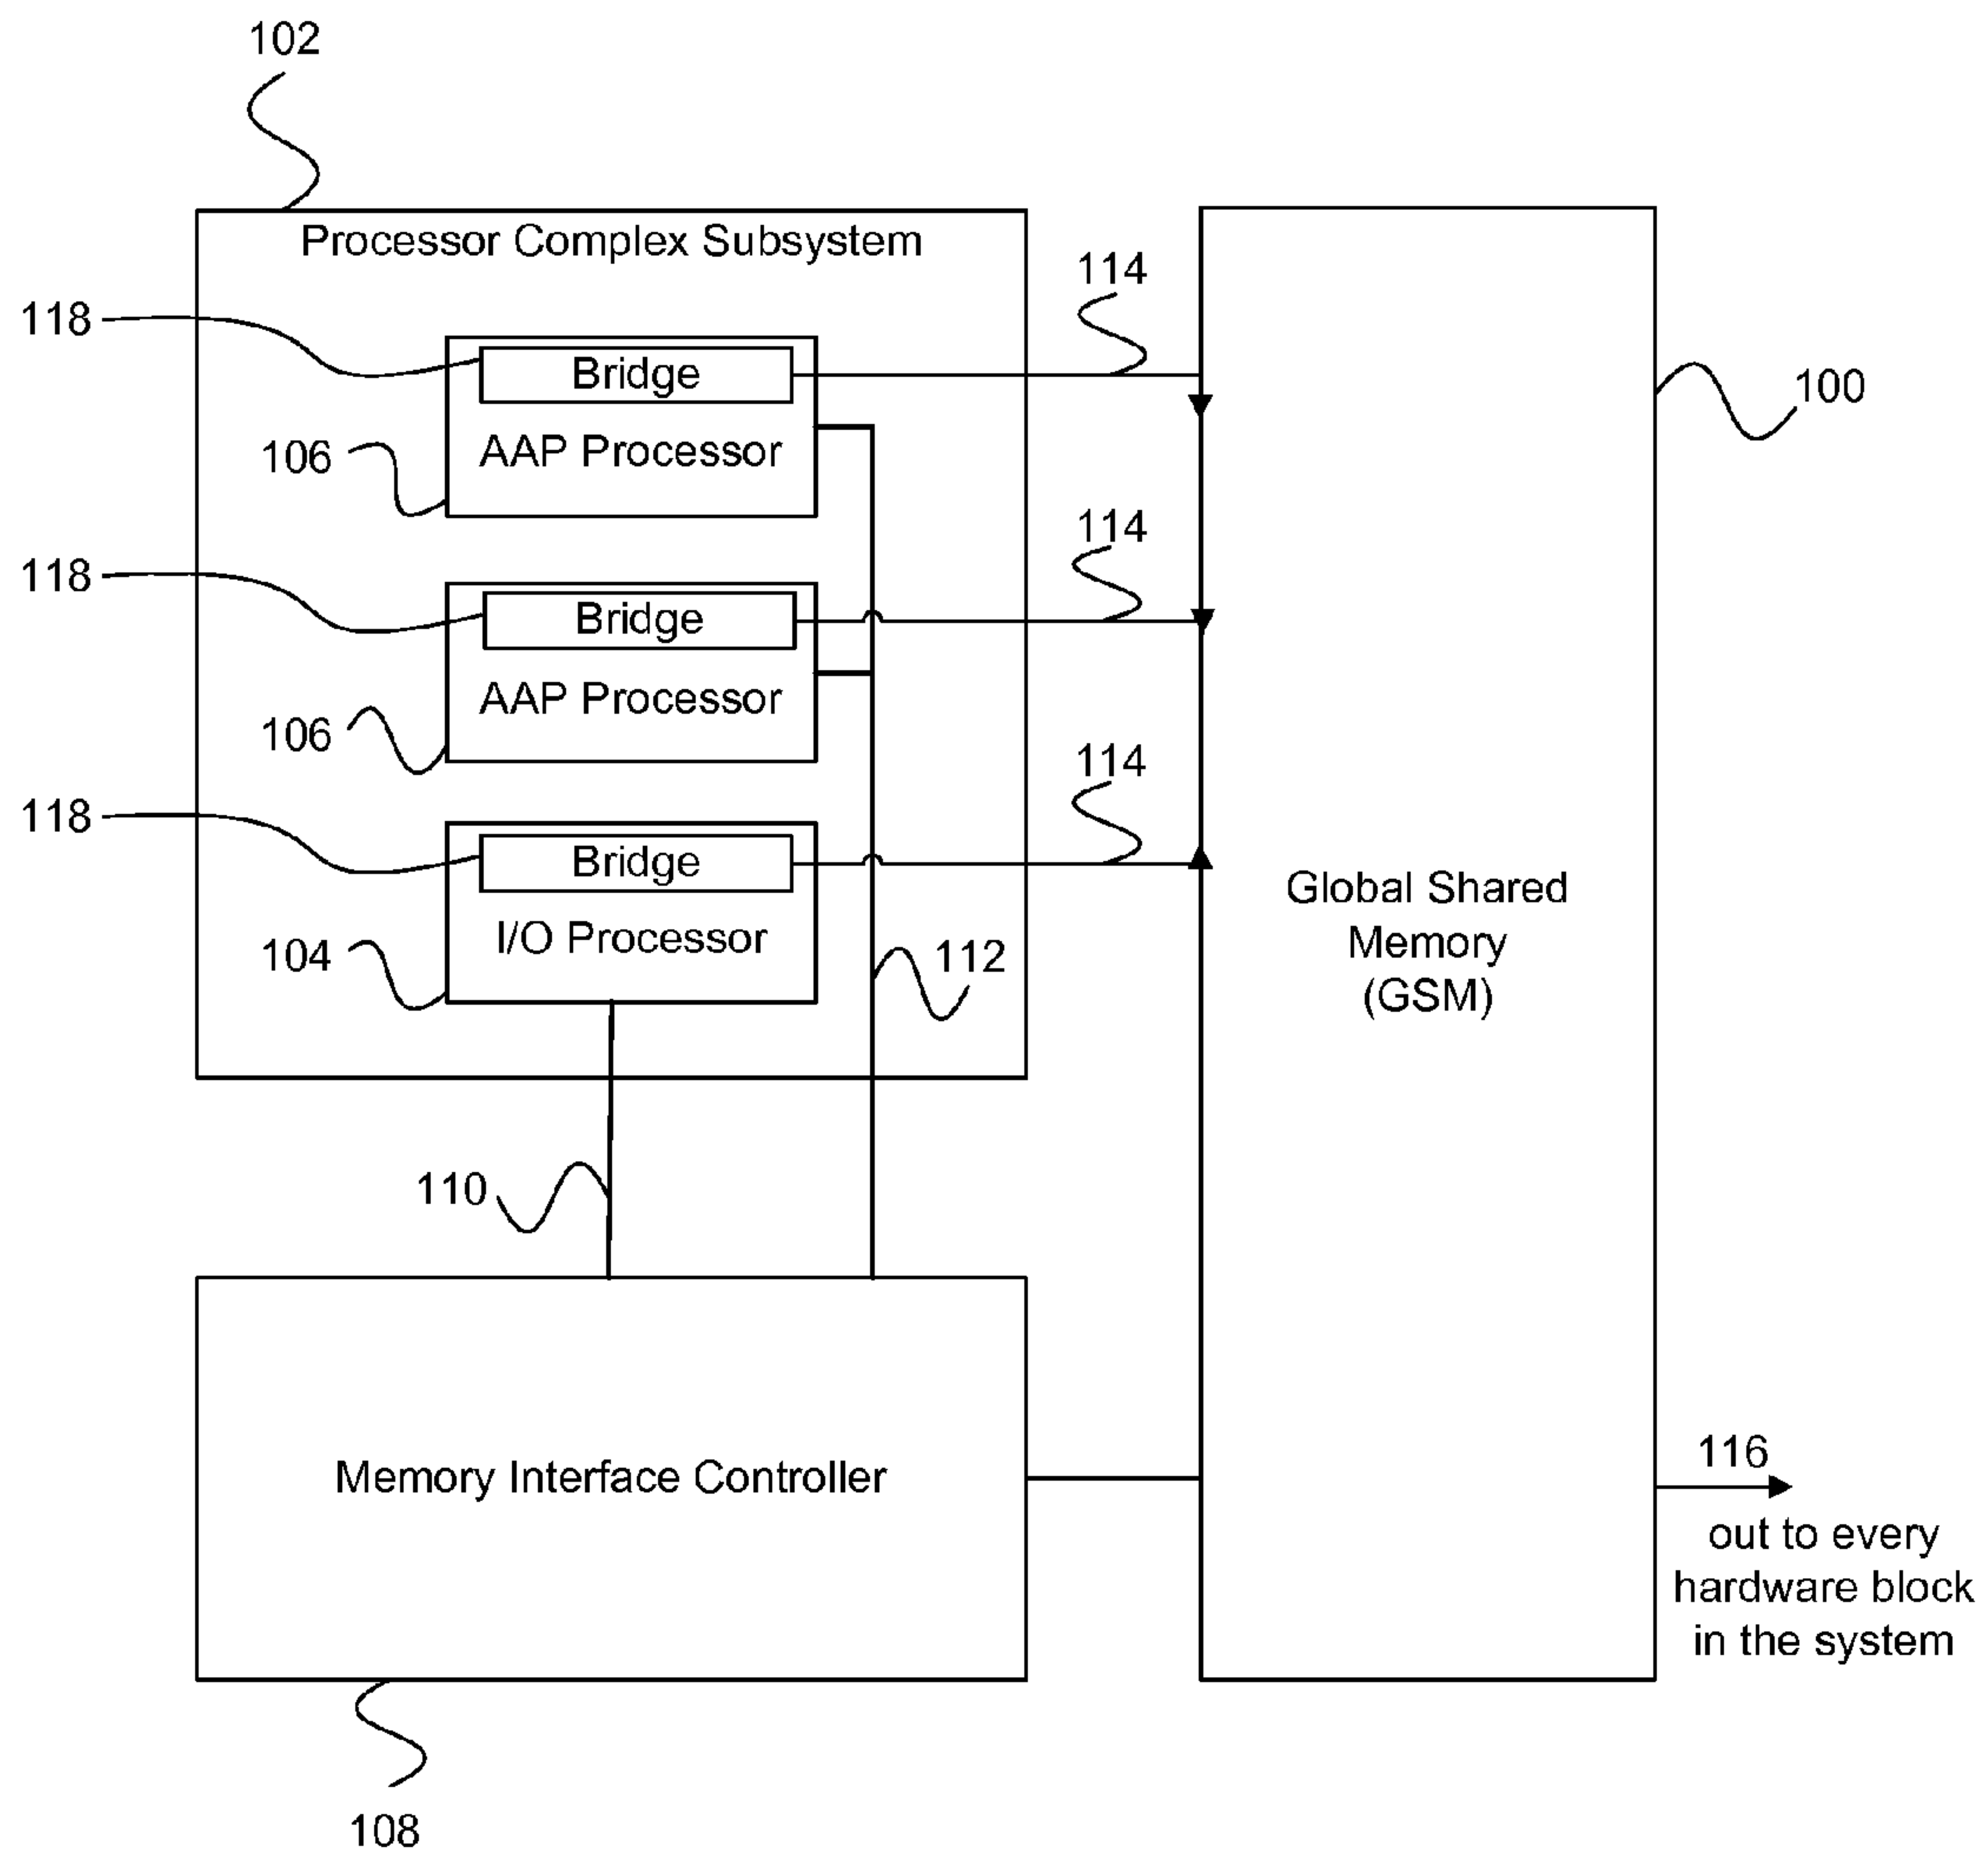 102
Processor Complex Subsystem
114
118
Bridge
100
106
AAP Processor
114
118
Bridge
AAP Processor
106
114
118
Bridge
Global Shared
Memory
(GSM)
I/O Processor
104
112
110
Memory Interface Controller
116
out to every
hardware block
in the system
108